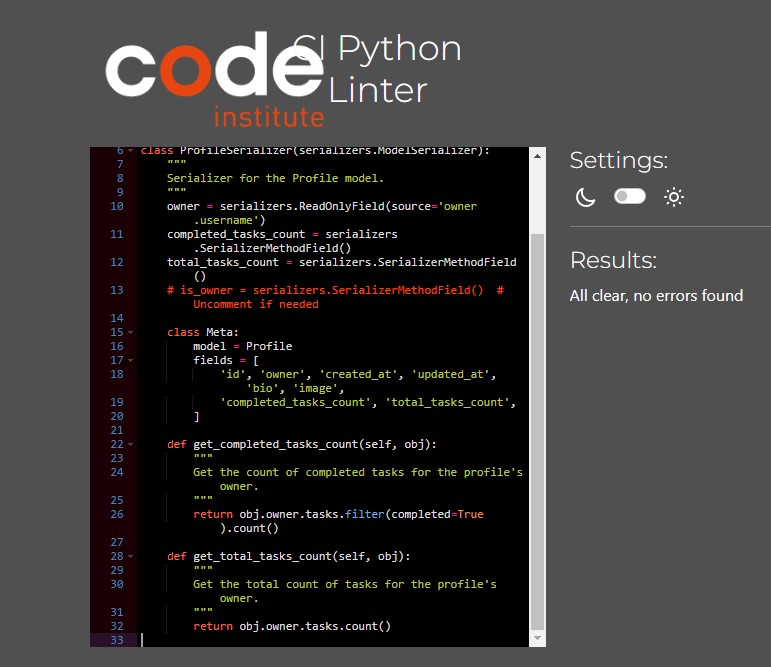 code
institute
CI Python
Linter
6 class ProfileSerializer(serializers.ModelSerializer):
7 """
8 Serializer for the Profile model.
9 """
10 owner = serializers.ReadOnlyField(source='owner
.username')
11 completed_tasks_count = serializers
.SerializerMethodField()
12 total_tasks_count = serializers.SerializerMethodField
()
13 # is_owner = serializers.SerializerMethodField()  #
Uncomment if needed
14
15 class Meta:
16 model = Profile
17 fields = [
18 'id', 'owner', 'created_at', 'updated_at',
'bio', 'image',
19 'completed_tasks_count', 'total_tasks_count',
20 ]
21
22 def get_completed_tasks_count(self, obj):
23 """
24 Get the count of completed tasks for the profile's
owner.
25 """
26 return obj.owner.tasks.filter(completed=True
).count()
27
28 def get_total_tasks_count(self, obj):
29 """
30 Get the total count of tasks for the profile's
owner.
31 """
32 return obj.owner.tasks.count()
33
Settings:
Results:
All clear, no errors found